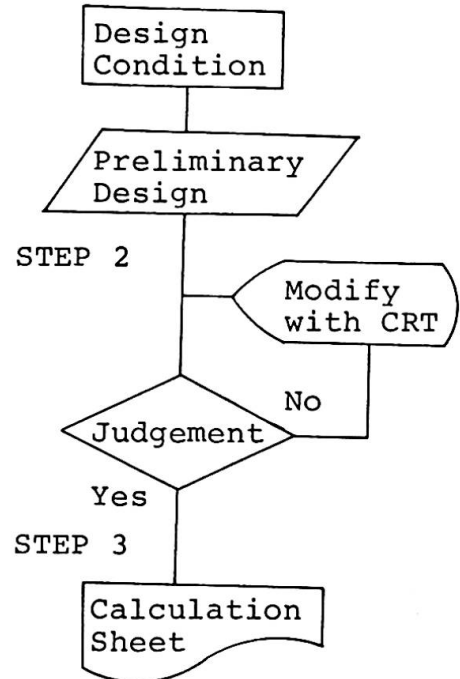 Design
Condition
Preliminary
Design
STEP 2
Modify
with CRT
No
Judgement
Yes
STEP 3
Calculation
Sheet